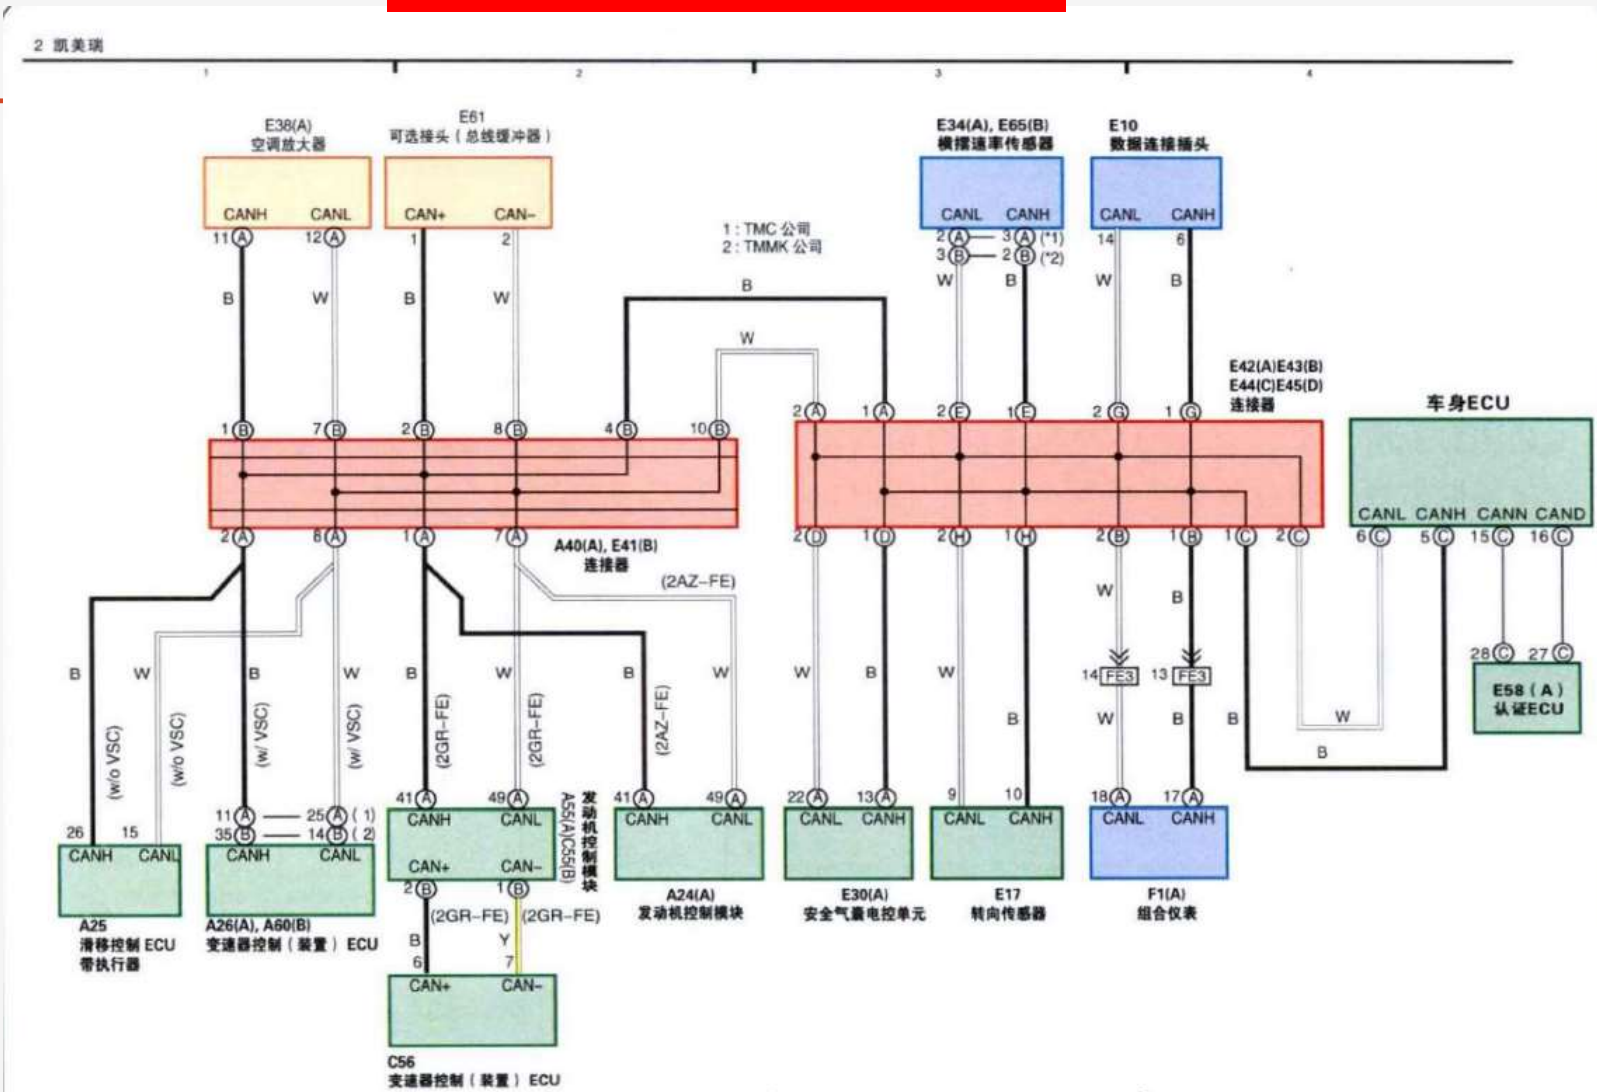 2 凯美瑞
1
2
3
4
E38(A)
空调放大器
E61
可选接头(总线缓冲器)
E34(A), E65(B)
横摆速率传感器
E10
数据连接插头
CANH CANL
CAN+ CAN-
CANL CANH
CANL CANH
11 A 12 A
1 2
2 A 3 A (*1)
3 B 2 B (*2)
14 6
1 : TMC 公司
2 : TMMK 公司
B W B W B W W B W B
E42(A)E43(B)
E44(C)E45(D)
连接器
车身ECU
1 B 7 B 2 B 8 B 4 B 10 B
2 A 1 A 2 E 1 E 2 G 1 G
CANL CANH CANN CAND
2 A 6 A 1 A 7 A
2 D 1 D 2 H 1 H 2 B 1 B 1 C 2 C
6 C 5 C 15 C 16 C
A40(A), E41(B)
连接器
(2AZ-FE)
W B
28 C 27 C
E58 ( A )
认证ECU
B W B W B W B W W B W
14 FE3 13 FE3
B W B B W B
(w/o VSC) (w/o VSC) (w/ VSC) (w/ VSC) (2GR-FE) (2GR-FE) (2AZ-FE)
26 15
11 A 25 A ( 1)
35 B 14 B ( 2)
41 A 49 A
41 A 49 A
22 A 13 A
9 10
18 A 17 A
CANH CANL
CANH CANL
CANH CANL
CAN+ CAN-
CANH CANL
CANL CANH
CANL CANH
CANL CANH
发动机控制模块
A55(A)C55(B)
A25
滑移控制 ECU
带执行器
A26(A), A60(B)
变速器控制(装置) ECU
A24(A)
发动机控制模块
E30(A)
安全气囊电控单元
E17
转向传感器
F1(A)
组合仪表
2 B 1 B
(2GR-FE) (2GR-FE)
B Y
6 7
CAN+ CAN-
C56
变速器控制(装置) ECU